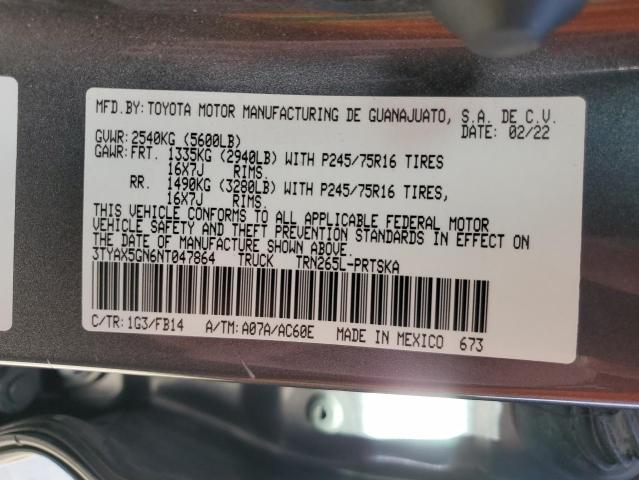 MFD.BY: TOYOTA MOTOR MANUFACTURING DE GUANAJUATO, S.A. DE C.V.
DATE: 02/22
GVWR: 2540KG (5600LB)
GAWR: FRT. 1335KG (2940LB) WITH P245/75R16 TIRES
16X7J RIMS.
RR. 1490KG (3280LB) WITH P245/75R16 TIRES,
16X7J RIMS.
THIS VEHICLE CONFORMS TO ALL APPLICABLE FEDERAL MOTOR
VEHICLE SAFETY AND THEFT PREVENTION STANDARDS IN EFFECT ON
THE DATE OF MANUFACTURE SHOWN ABOVE.
3TYAX5GN6NT047864 TRUCK TRN265L-PRTSKA
C/TR: 1G3/FB14 A/TM: A07A/AC60E MADE IN MEXICO 673